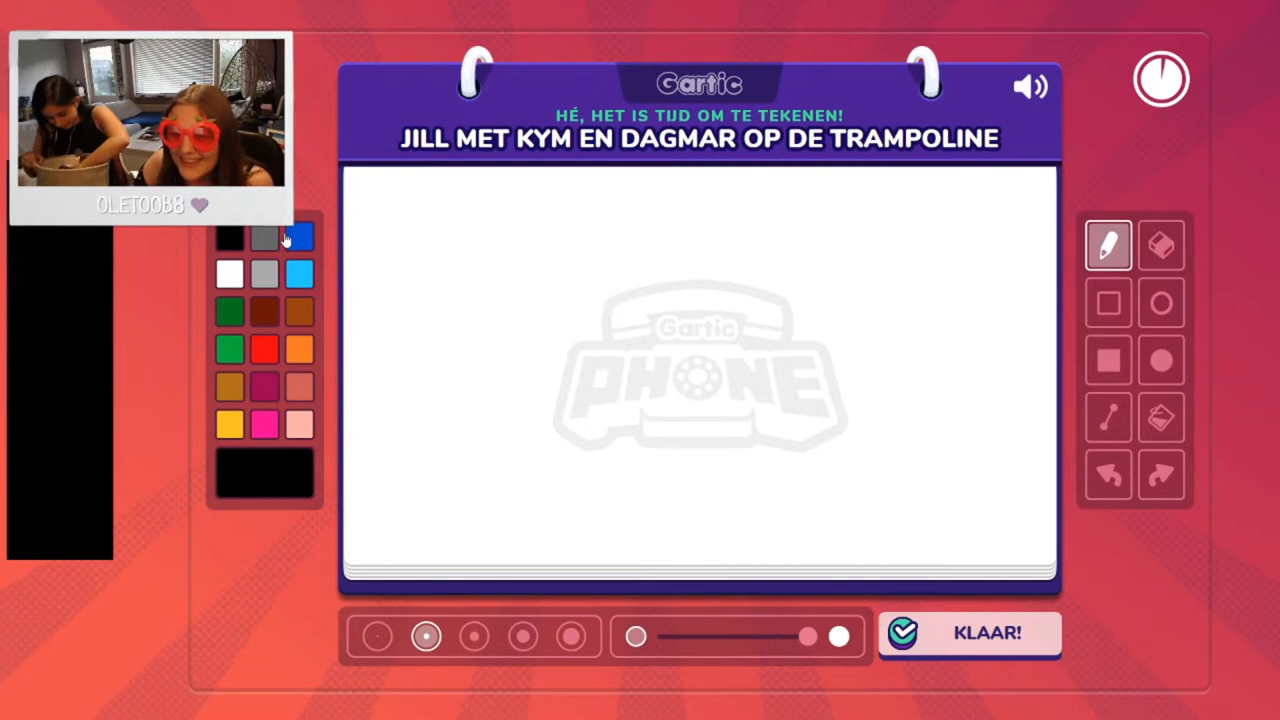 Gartic
HÉ, HET IS TIJD OM TE TEKENEN!
JILL MET KYM EN DAGMAR OP DE TRAMPOLINE
OLETOOB8
Gartic
PHONE
KLAAR!